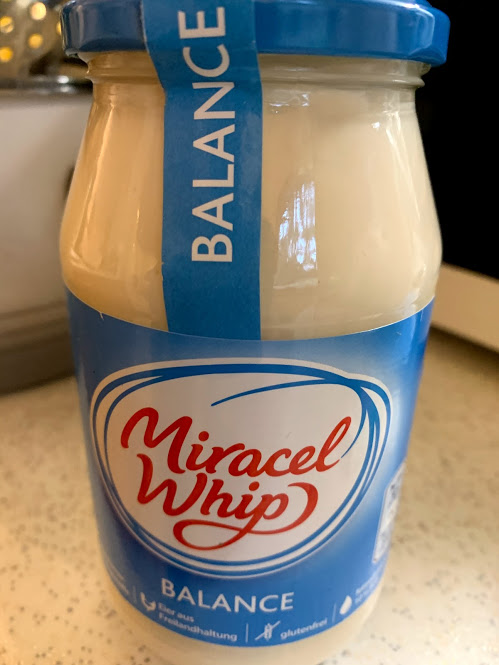 BALANCE
Miracel
Whip
BALANCE
Eier aus
Freilandhaltung
glutenfrei